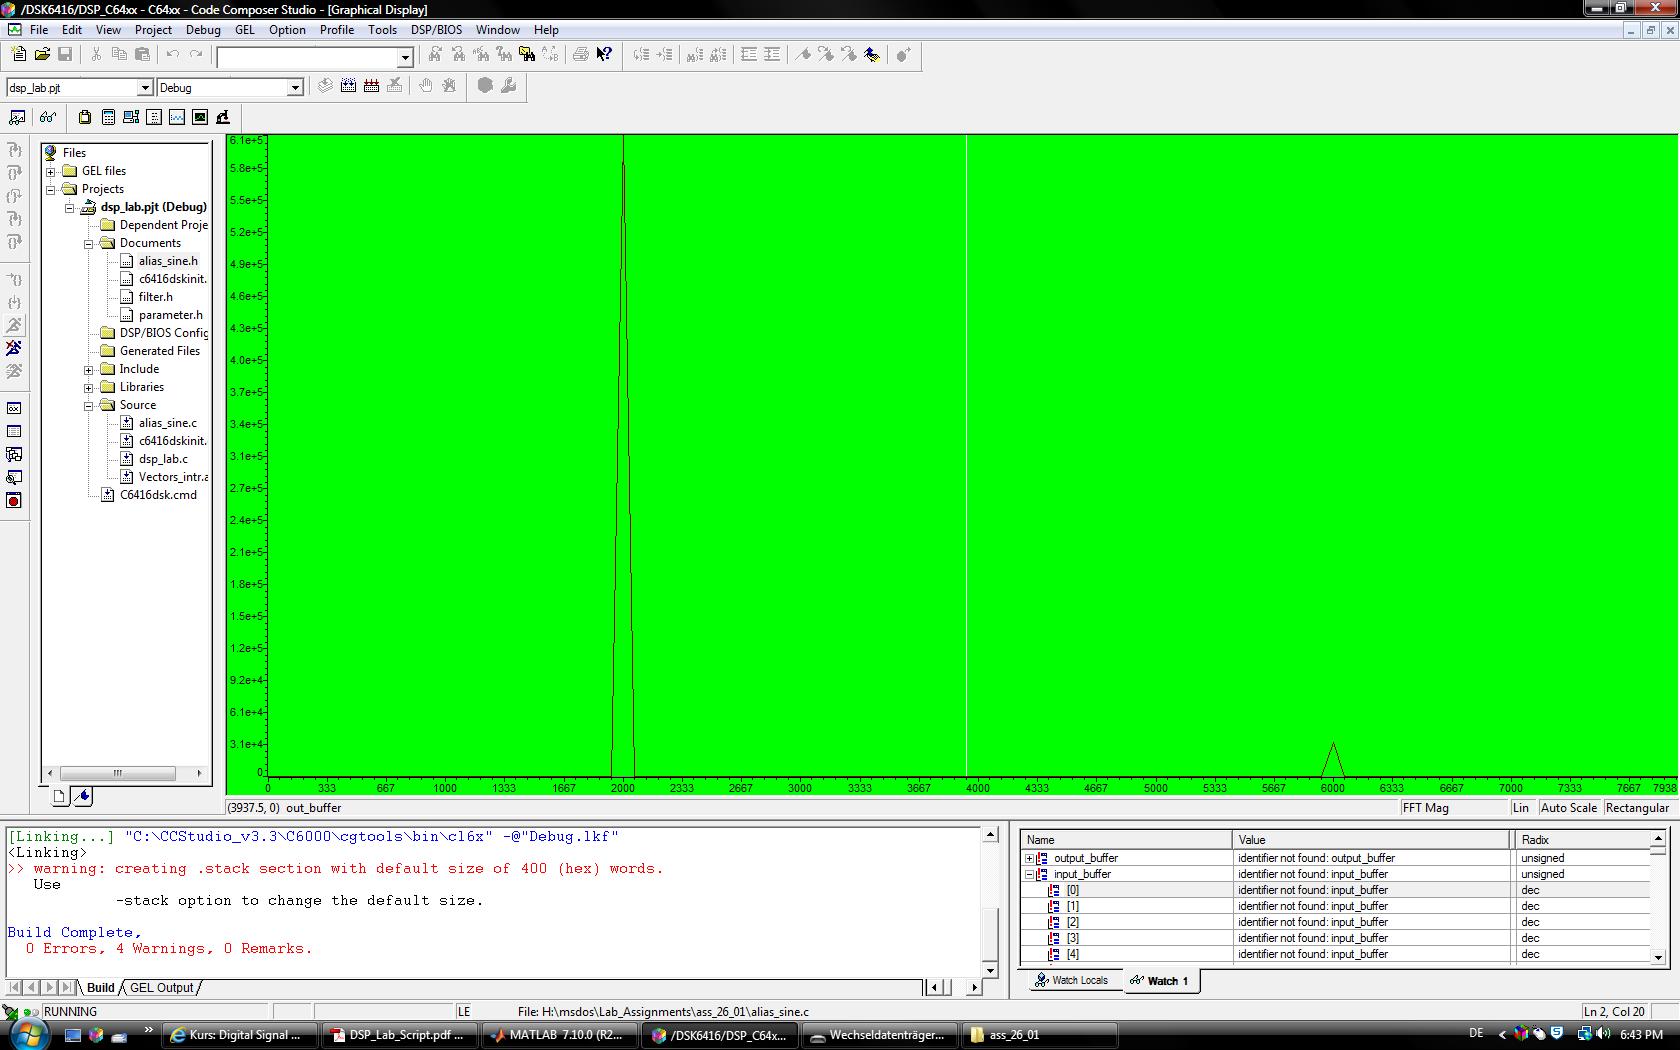 /DSK6416/DSP_C64xx - C64xx - Code Composer Studio - [Graphical Display]
File Edit View Project Debug GEL Option Profile Tools DSP/BIOS Window Help
dsp_lab.pjt Debug
Files
GEL files
Projects
dsp_lab.pjt (Debug)
Dependent Proje
Documents
alias_sine.h
c6416dskinit.
filter.h
parameter.h
DSP/BIOS Config
Generated Files
Include
Libraries
Source
alias_sine.c
c6416dskinit.
dsp_lab.c
Vectors_intr.a
C6416dsk.cmd
6.1e+5
5.8e+5
5.5e+5
5.2e+5
4.9e+5
4.6e+5
4.3e+5
4.0e+5
3.7e+5
3.4e+5
3.1e+5
2.7e+5
2.4e+5
2.1e+5
1.8e+5
1.5e+5
1.2e+5
9.2e+4
6.1e+4
3.1e+4
0
0 333 667 1000 1333 1667 2000 2333 2667 3000 3333 3667 4000 4333 4667 5000 5333 5667 6000 6333 6667 7000 7333 7667 7938
(3937.5, 0) out_buffer FFT Mag Lin Auto Scale Rectangular
[Linking...] "C:\CCStudio_v3.3\C6000\cgtools\bin\cl6x" -@"Debug.lkf"
<Linking>
>> warning: creating .stack section with default size of 400 (hex) words.
Use
-stack option to change the default size.
Build Complete,
0 Errors, 4 Warnings, 0 Remarks.
Build GEL Output
Name Value Radix
output_buffer identifier not found: output_buffer unsigned
input_buffer identifier not found: input_buffer unsigned
[0] identifier not found: input_buffer dec
[1] identifier not found: input_buffer dec
[2] identifier not found: input_buffer dec
[3] identifier not found: input_buffer dec
[4] identifier not found: input_buffer dec
Watch Locals Watch 1
RUNNING LE File: H:\msdos\Lab_Assignments\ass_26_01\alias_sine.c Ln 2, Col 20
Kurs: Digital Signal ... DSP_Lab_Script.pdf ... MATLAB 7.10.0 (R2... /DSK6416/DSP_C64x... Wechseldatenträger... ass_26_01 DE 6:43 PM